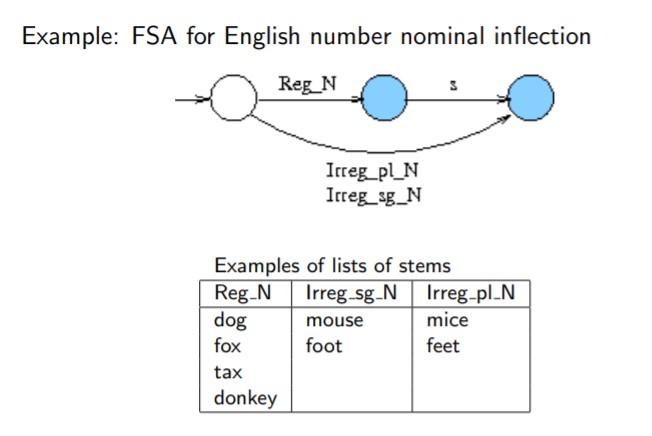 Example: FSA for English number nominal inflection
Reg_N s
Irreg_pl_N
Irreg_sg_N
Examples of lists of stems
Reg_N Irreg_sg_N Irreg_pl_N
dog mouse mice
fox foot feet
tax
donkey